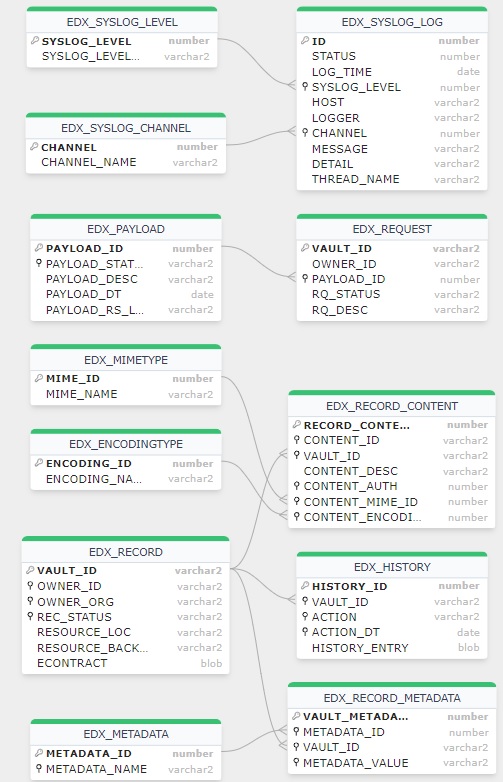 EDX_SYSLOG_LEVEL
SYSLOG_LEVEL number
SYSLOG_LEVEL... varchar2
EDX_SYSLOG_LOG
ID number
STATUS number
LOG_TIME date
SYSLOG_LEVEL number
HOST varchar2
LOGGER varchar2
CHANNEL number
MESSAGE varchar2
DETAIL varchar2
THREAD_NAME varchar2
EDX_SYSLOG_CHANNEL
CHANNEL number
CHANNEL_NAME varchar2
EDX_PAYLOAD
PAYLOAD_ID number
PAYLOAD_STAT... varchar2
PAYLOAD_DESC varchar2
PAYLOAD_DT date
PAYLOAD_RS_L... varchar2
EDX_REQUEST
VAULT_ID varchar2
OWNER_ID varchar2
PAYLOAD_ID number
RQ_STATUS varchar2
RQ_DESC varchar2
EDX_MIMETYPE
MIME_ID number
MIME_NAME varchar2
EDX_ENCODINGTYPE
ENCODING_ID number
ENCODING_NA... varchar2
EDX_RECORD_CONTENT
RECORD_CONTE... number
CONTENT_ID varchar2
VAULT_ID varchar2
CONTENT_DESC varchar2
CONTENT_AUTH number
CONTENT_MIME_ID number
CONTENT_ENCODI... number
EDX_RECORD
VAULT_ID varchar2
OWNER_ID varchar2
OWNER_ORG varchar2
REC_STATUS varchar2
RESOURCE_LOC varchar2
RESOURCE_BACK... varchar2
ECONTRACT blob
EDX_HISTORY
HISTORY_ID number
VAULT_ID varchar2
ACTION varchar2
ACTION_DT date
HISTORY_ENTRY blob
EDX_METADATA
METADATA_ID number
METADATA_NAME varchar2
EDX_RECORD_METADATA
VAULT_METADA... number
METADATA_ID number
VAULT_ID varchar2
METADATA_VALUE varchar2